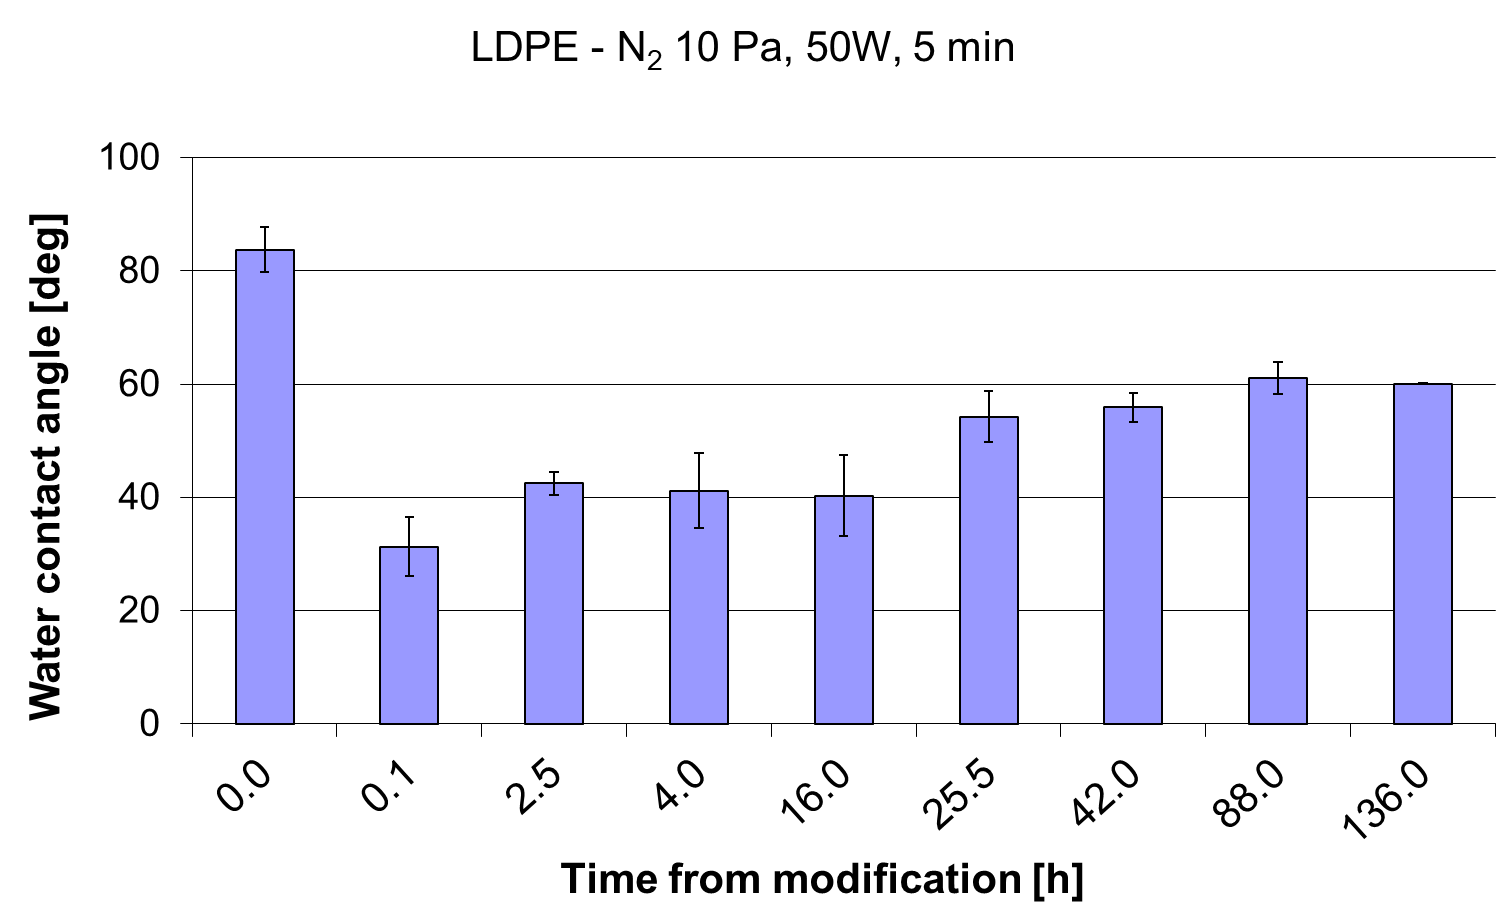 LDPE - N₂ 10 Pa, 50W, 5 min
100
80
60
40
20
0
Water contact angle [deg]
0.0 0.1 2.5 4.0 16.0 25.5 42.0 88.0 136.0
Time from modification [h]